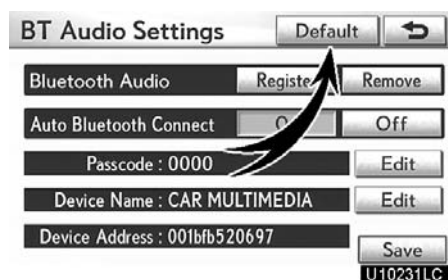 BT Audio Settings Default
Bluetooth Audio Register Remove
Auto Bluetooth Connect Off
Passcode : 0000 Edit
Device Name : CAR MULTIMEDIA Edit
Device Address : 001bfb520697
Save
U10231LC